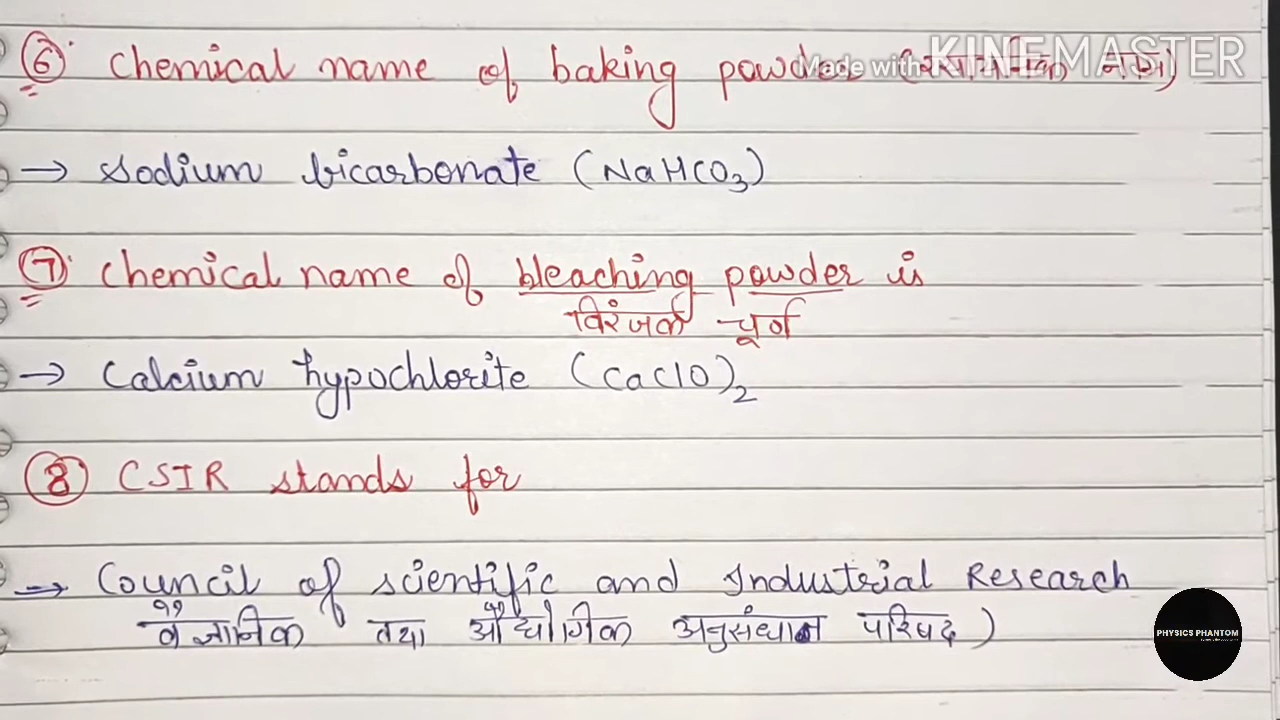 6 Chemical name of baking powder (रासायनिक नाम)
Made with KINEMASTER
→ Sodium bicarbonate (NaHCO3)
7 Chemical name of bleaching powder is
विरंजक चूर्ण
→ Calcium hypochlorite (CaClO)2
8 CSIR stands for
→ Council of scientific and Industrial Research
वैज्ञानिक तथा औद्योगिक अनुसंधान परिषद)
PHYSICS PHANTOM